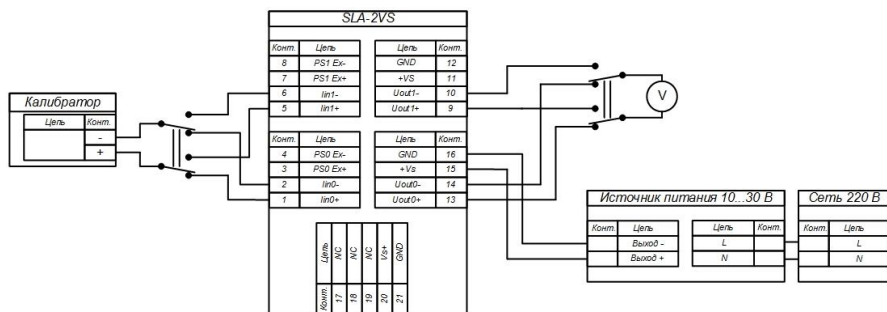 SLA-2VS
Конт. Цепь Цепь Конт.
8 PS1 Ex- GND 12
7 PS1 Ex+ +VS 11
6 Iin1- Uout1- 10
5 Iin1+ Uout1+ 9
Калибратор
Цепь Конт.
-
+
V
Конт. Цепь Цепь Конт.
4 PS0 Ex- GND 16
3 PS0 Ex+ +Vs 15
2 Iin0- Uout0- 14
1 Iin0+ Uout0+ 13
Источник питания 10...30 В
Конт. Цепь Цепь Конт.
Выход - L
Выход + N
Сеть 220 В
Конт. Цепь
L
N
Цепь NC NC NC Vs+ GND
Конт. 17 18 19 20 21